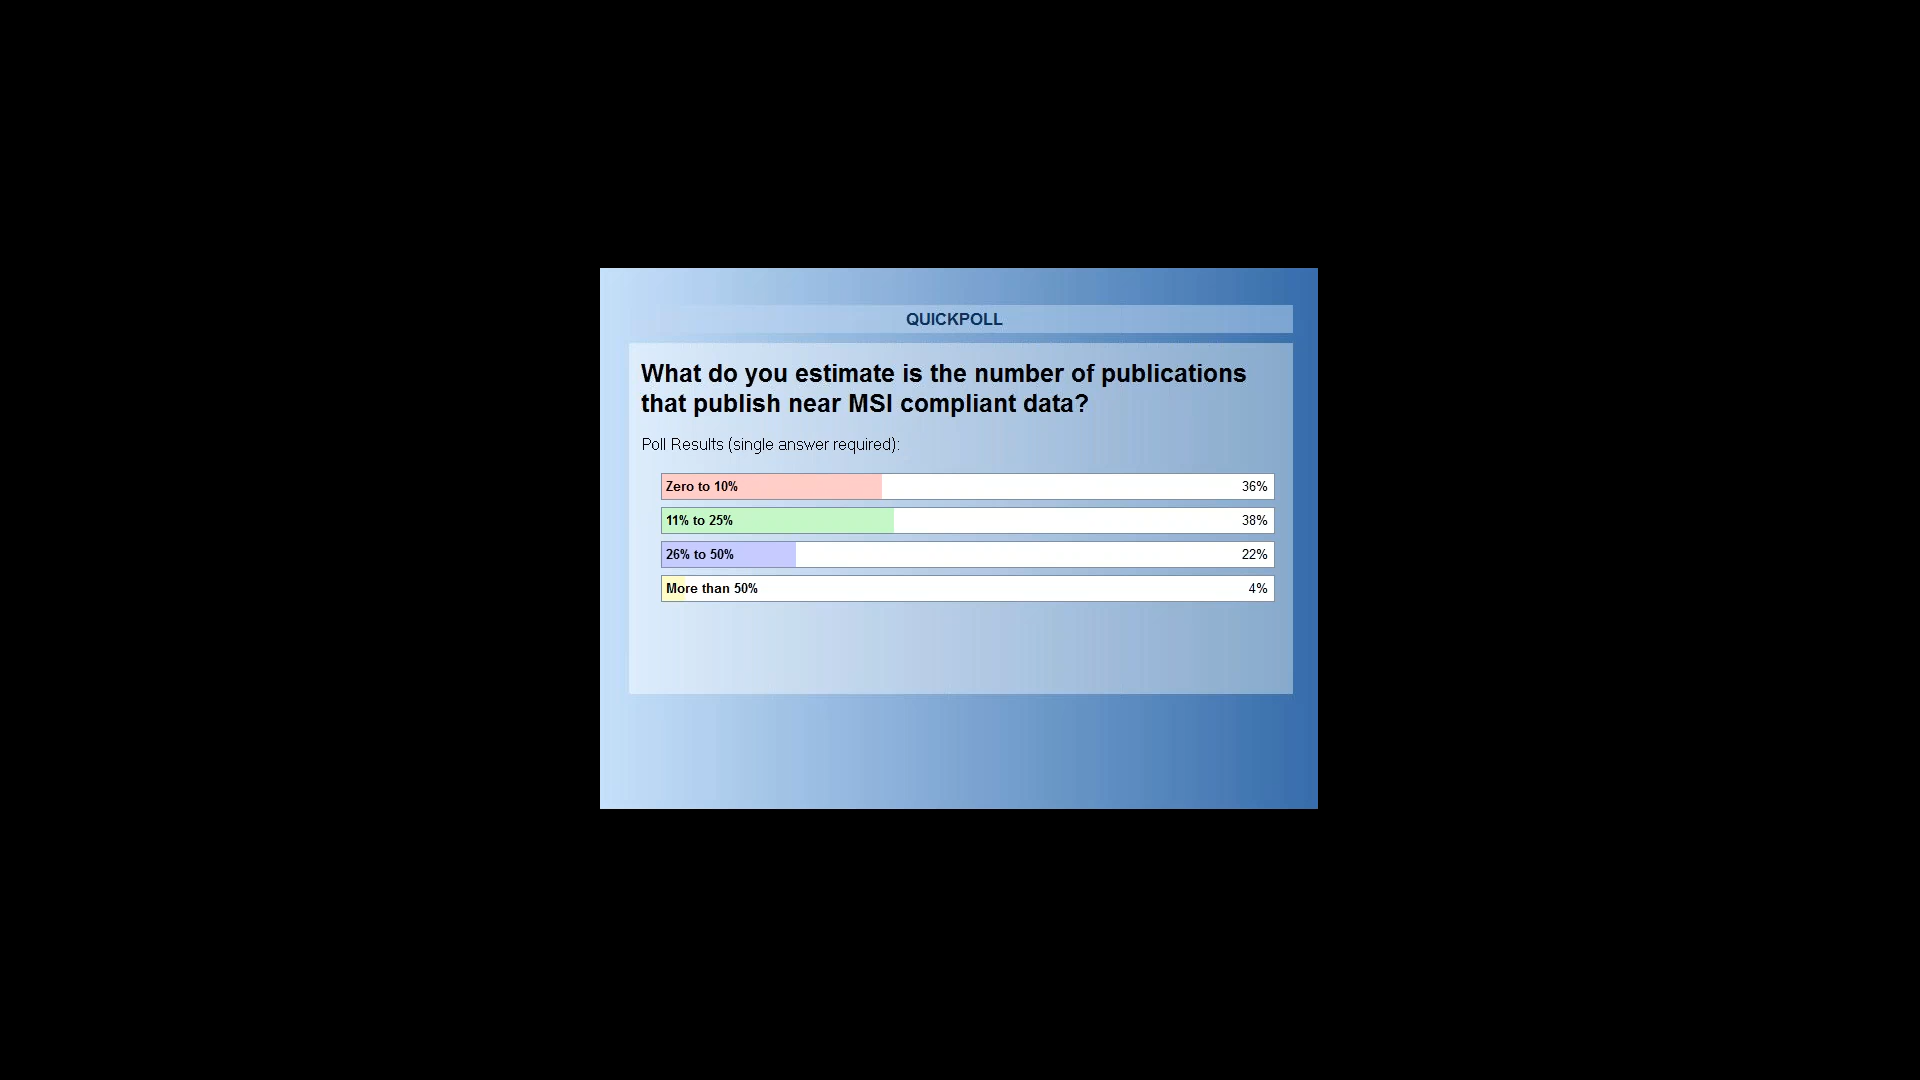 QUICKPOLL
What do you estimate is the number of publications
that publish near MSI compliant data?
Poll Results (single answer required):
Zero to 10% 36%
11% to 25% 38%
26% to 50% 22%
More than 50% 4%